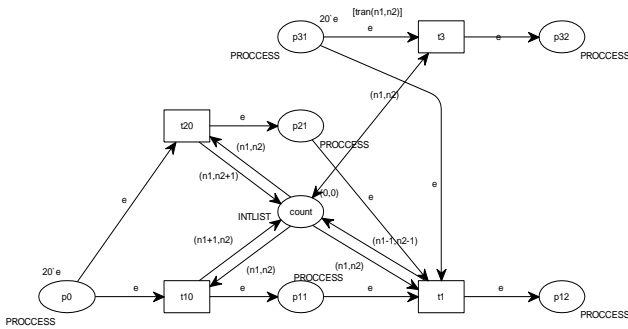 [tran(n1,n2)]
20`e
p31
e
t3
e
p32
PROCCESS
PROCCESS
(n1,n2)
t20
e
p21
PROCCESS
(n1,n2)
(n1,n2+1)
e
e
e
(0,0)
count
INTLIST
(n1+1,n2)
(n1-1,n2-1)
(n1,n2)
(n1,n2)
PROCCESS
20`e
p0
e
t10
e
p11
e
t1
e
p12
PROCCESS
PROCCESS